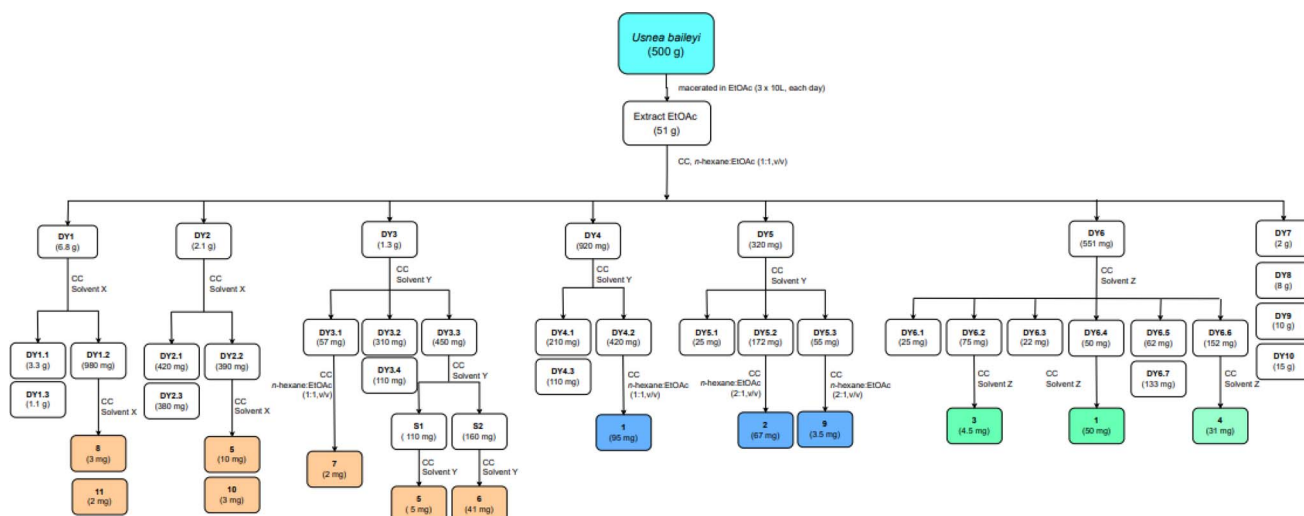 Usnea baileyi
(500 g)
macerated in EtOAc (3 x 10L, each day)
Extract EtOAc
(51 g)
CC, n-hexane:EtOAc (1:1,v/v)
DY1
(6.8 g)
DY2
(2.1 g)
DY3
(1.3 g)
DY4
(920 mg)
DY5
(320 mg)
DY6
(551 mg)
DY7
(2 g)
DY8
(8 g)
DY9
(10 g)
DY10
(15 g)
CC
Solvent X
CC
Solvent X
CC
Solvent Y
CC
Solvent Y
CC
Solvent Y
CC
Solvent Z
DY1.1
(3.3 g)
DY1.3
(1.1 g)
DY1.2
(980 mg)
DY2.1
(420 mg)
DY2.3
(380 mg)
DY2.2
(390 mg)
DY3.1
(57 mg)
DY3.2
(310 mg)
DY3.4
(110 mg)
DY3.3
(450 mg)
DY4.1
(210 mg)
DY4.3
(110 mg)
DY4.2
(420 mg)
DY5.1
(25 mg)
DY5.2
(172 mg)
DY5.3
(55 mg)
DY6.1
(25 mg)
DY6.2
(75 mg)
DY6.3
(22 mg)
DY6.4
(50 mg)
DY6.5
(62 mg)
DY6.7
(133 mg)
DY6.6
(152 mg)
CC
Solvent X
CC
Solvent X
CC
n-hexane:EtOAc
(1:1,v/v)
CC
Solvent Y
CC
n-hexane:EtOAc
(1:1,v/v)
CC
n-hexane:EtOAc
(2:1,v/v)
CC
n-hexane:EtOAc
(2:1,v/v)
CC
Solvent Z
CC
Solvent Z
CC
Solvent Z
S1
( 110 mg)
S2
(160 mg)
CC
Solvent Y
CC
Solvent Y
8
(3 mg)
11
(2 mg)
5
(10 mg)
10
(3 mg)
7
(2 mg)
5
( 5 mg)
6
(41 mg)
1
(95 mg)
2
(67 mg)
9
(3.5 mg)
3
(4.5 mg)
1
(50 mg)
4
(31 mg)